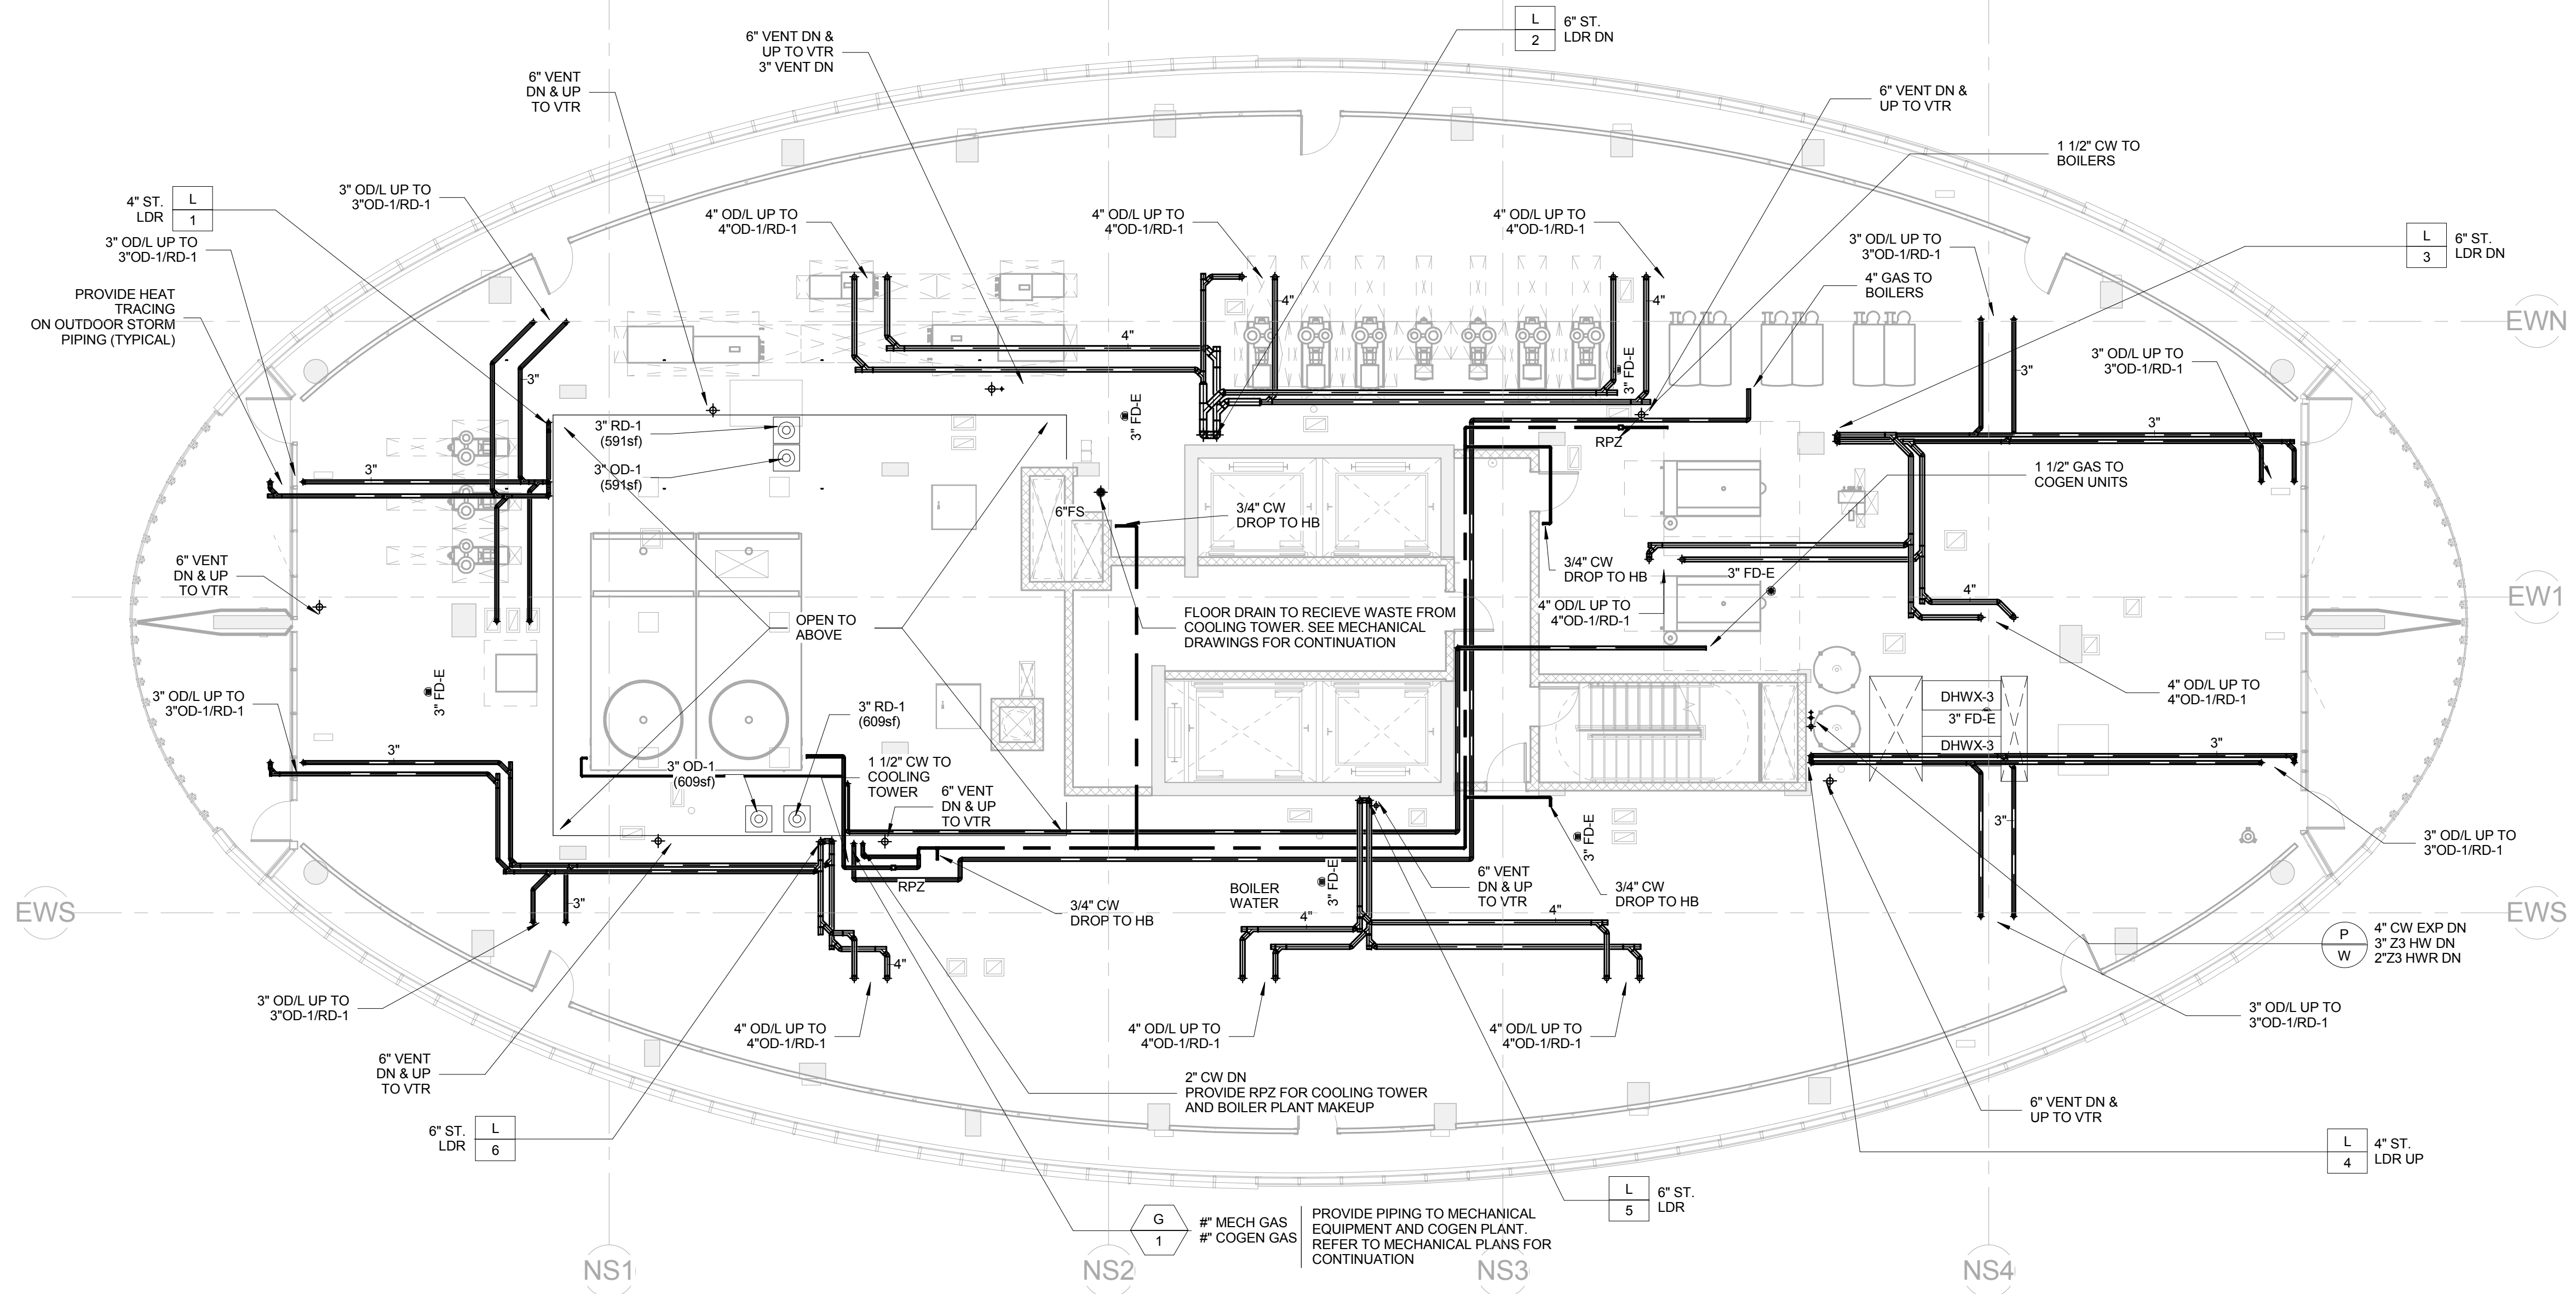 L
2
6" ST.
LDR DN
6" VENT DN &
UP TO VTR
3" VENT DN
6" VENT
DN & UP
TO VTR
6" VENT DN &
UP TO VTR
1 1/2" CW TO
BOILERS
3" OD/L UP TO
3"OD-1/RD-1
4" ST.
LDR
L
1
4" OD/L UP TO
4"OD-1/RD-1
4" OD/L UP TO
4"OD-1/RD-1
4" OD/L UP TO
4"OD-1/RD-1
3" OD/L UP TO
3"OD-1/RD-1
3" OD/L UP TO
3"OD-1/RD-1
L
3
6" ST.
LDR DN
4" GAS TO
BOILERS
PROVIDE HEAT
TRACING
ON OUTDOOR STORM
PIPING (TYPICAL)
4"
4"
EWN
4"
3"
3" FD-E
3"
3" OD/L UP TO
3"OD-1/RD-1
3" FD-E
3" RD-1
(591sf)
3" OD-1
(591sf)
RPZ
3"
3"
1 1/2" GAS TO
COGEN UNITS
6"FS
3/4" CW
DROP TO HB
3/4" CW
DROP TO HB
3" FD-E
6" VENT
DN & UP
TO VTR
4"
EW1
OPEN TO
ABOVE
FLOOR DRAIN TO RECIEVE WASTE FROM
COOLING TOWER. SEE MECHANICAL
DRAWINGS FOR CONTINUATION
4" OD/L UP TO
4"OD-1/RD-1
3" FD-E
3" OD/L UP TO
3"OD-1/RD-1
4" OD/L UP TO
4"OD-1/RD-1
DHWX-3
3" FD-E
DHWX-3
3" RD-1
(609sf)
3"
3"
3" OD-1
(609sf)
1 1/2" CW TO
COOLING
TOWER
6" VENT
DN & UP
TO VTR
3"
3" FD-E
3" OD/L UP TO
3"OD-1/RD-1
RPZ
3" FD-E
BOILER
WATER
6" VENT
DN & UP
TO VTR
3/4" CW
DROP TO HB
3/4" CW
DROP TO HB
EWS
3"
4"
4"
EWS
P
W
4" CW EXP DN
3" Z3 HW DN
2"Z3 HWR DN
4"
3" OD/L UP TO
3"OD-1/RD-1
3" OD/L UP TO
3"OD-1/RD-1
4" OD/L UP TO
4"OD-1/RD-1
4" OD/L UP TO
4"OD-1/RD-1
4" OD/L UP TO
4"OD-1/RD-1
6" VENT
DN & UP
TO VTR
2" CW DN
PROVIDE RPZ FOR COOLING TOWER
AND BOILER PLANT MAKEUP
6" VENT DN &
UP TO VTR
6" ST.
LDR
L
6
L
4
4" ST.
LDR UP
L
5
6" ST.
LDR
G
1
#" MECH GAS
#" COGEN GAS
PROVIDE PIPING TO MECHANICAL
EQUIPMENT AND COGEN PLANT.
REFER TO MECHANICAL PLANS FOR
CONTINUATION
NS1
NS2
NS3
NS4